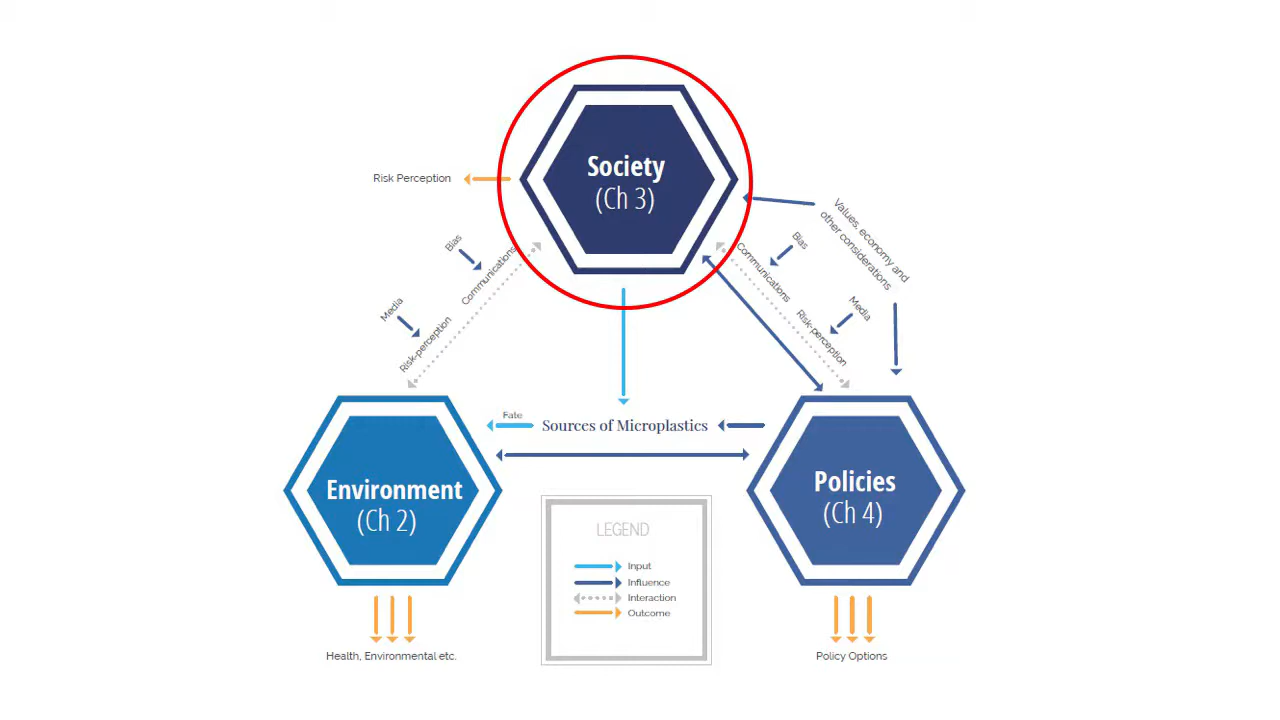 Society
(Ch 3)
Risk Perception
Values, economy and
other considerations
Bias
Communications
Media
Risk-perception
Bias
Communications
Media
Risk-perception
Fate
Sources of Microplastics
Environment
(Ch 2)
Policies
(Ch 4)
LEGEND
Input
Influence
Interaction
Outcome
Health, Environmental etc.
Policy Options